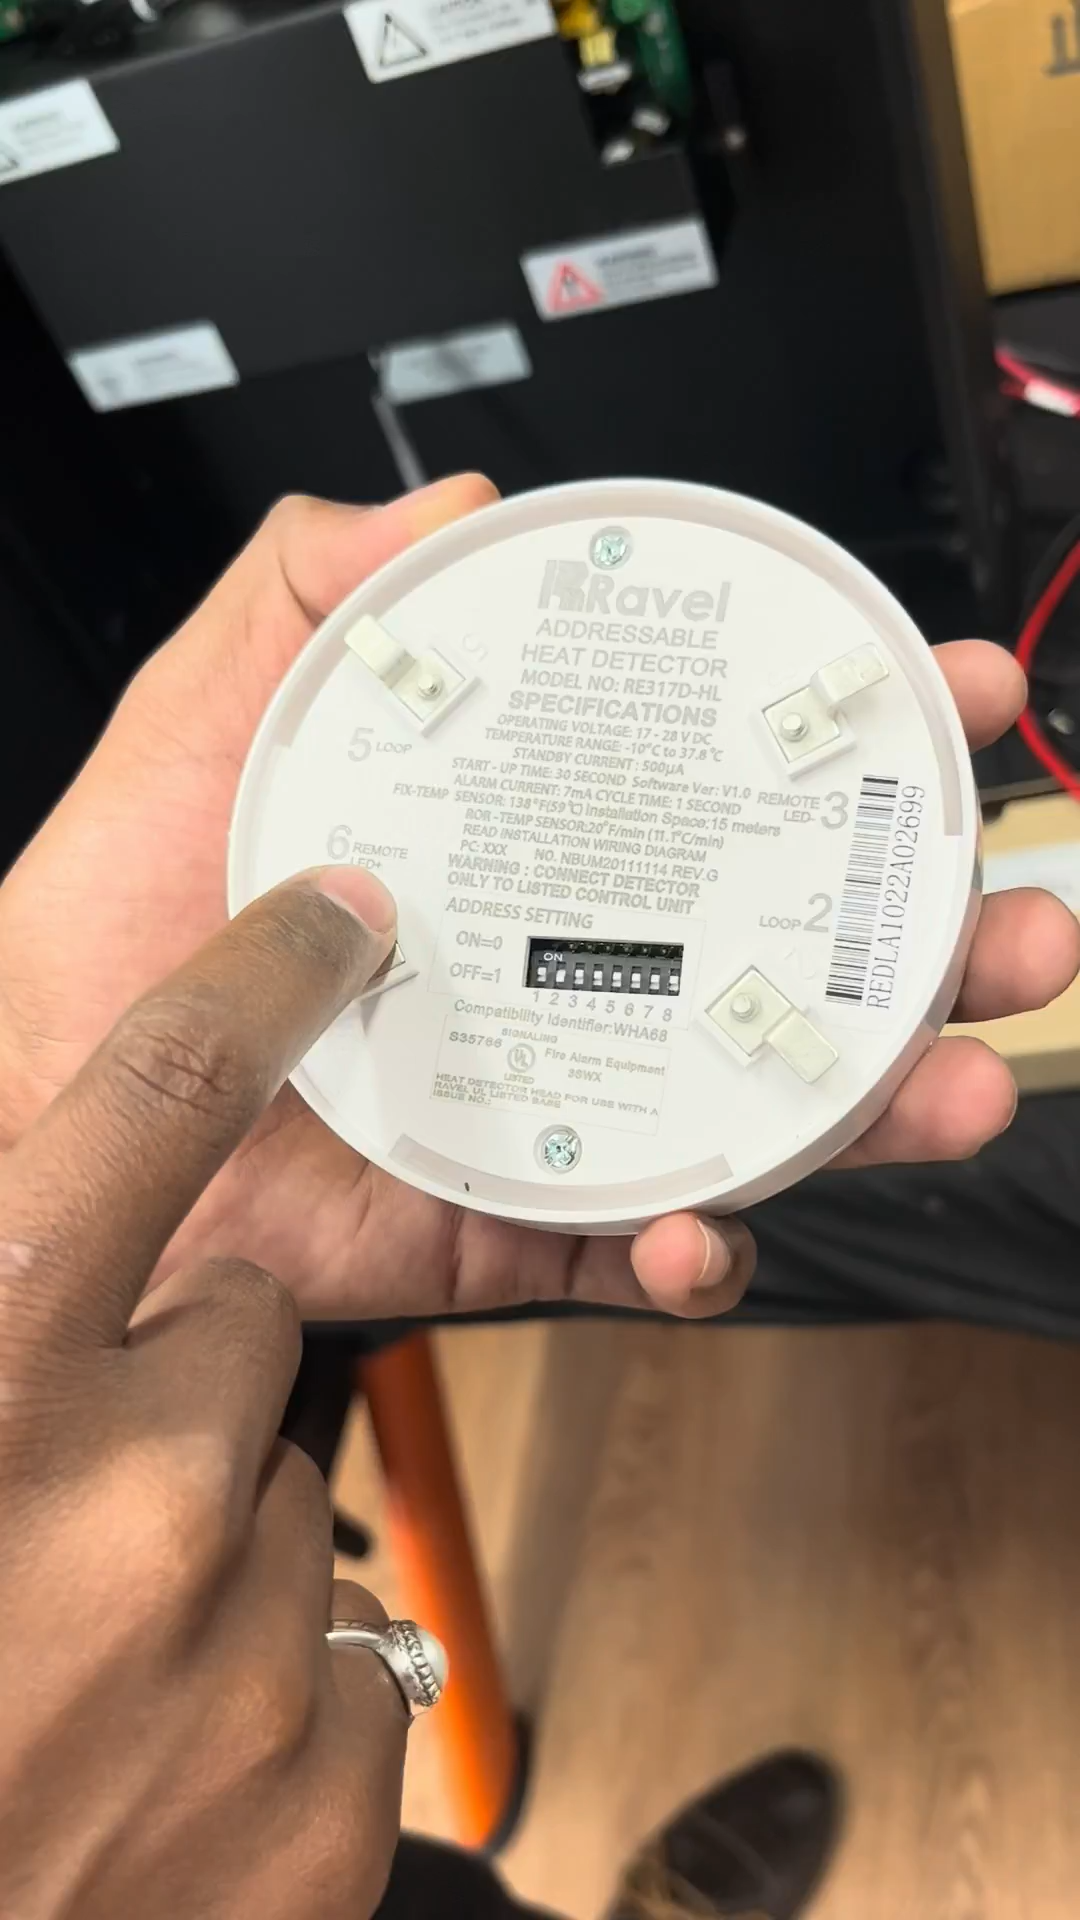 Ravel
ADDRESSABLE
HEAT DETECTOR
MODEL NO: RE317D-HL
SPECIFICATIONS
OPERATING VOLTAGE: 17 - 28 V DC
TEMPERATURE RANGE: -10°C to 37.8 °C
STANDBY CURRENT : 500µA
START - UP TIME: 30 SECOND Software Ver: V1.0
ALARM CURRENT: 7mA CYCLE TIME: 1 SECOND
FIX-TEMP SENSOR: 138°F(59°C) Installation Space:15 meters
ROR -TEMP SENSOR:20°F/min (11.1°C/min)
READ INSTALLATION WIRING DIAGRAM
PC-XXX NO. NBUM20111114 REV.G
WARNING : CONNECT DETECTOR
ONLY TO LISTED CONTROL UNIT
5 LOOP
6 REMOTE
LED+
REMOTE 3
LED-
LOOP 2
REDLA1022A02699
ADDRESS SETTING
ON=0
OFF=1
ON
1 2 3 4 5 6 7 8
Compatibility Identifier:WHA68
SIGNALING
S35766 UL Fire Alarm Equipment
LISTED 38WX
HEAT DETECTOR HEAD FOR USE WITH A
RAVEL UL LISTED BASE
ISSUE NO.: